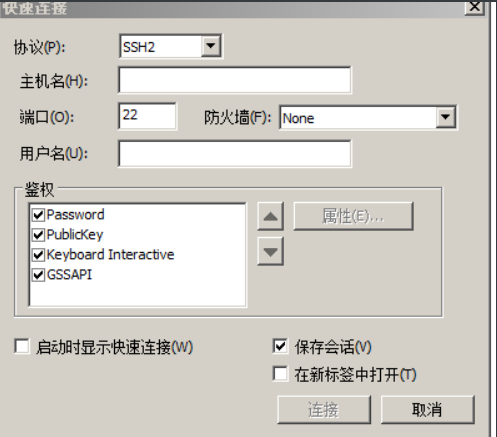 快速连接
协议(P): SSH2
主机名(H):
端口(O): 22 防火墙(F): None
用户名(U):
鉴权
Password
PublicKey
Keyboard Interactive
GSSAPI
属性(E)...
启动时显示快速连接(W) 保存会话(V)
在新标签中打开(T)
连接 取消